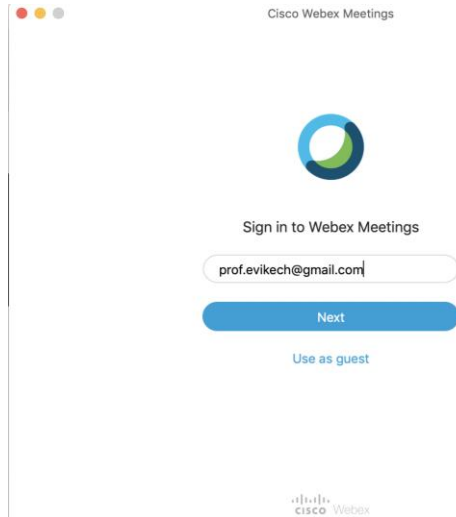 Cisco Webex Meetings
Sign in to Webex Meetings
prof.evikech@gmail.com
Next
Use as guest
CISCO Webex